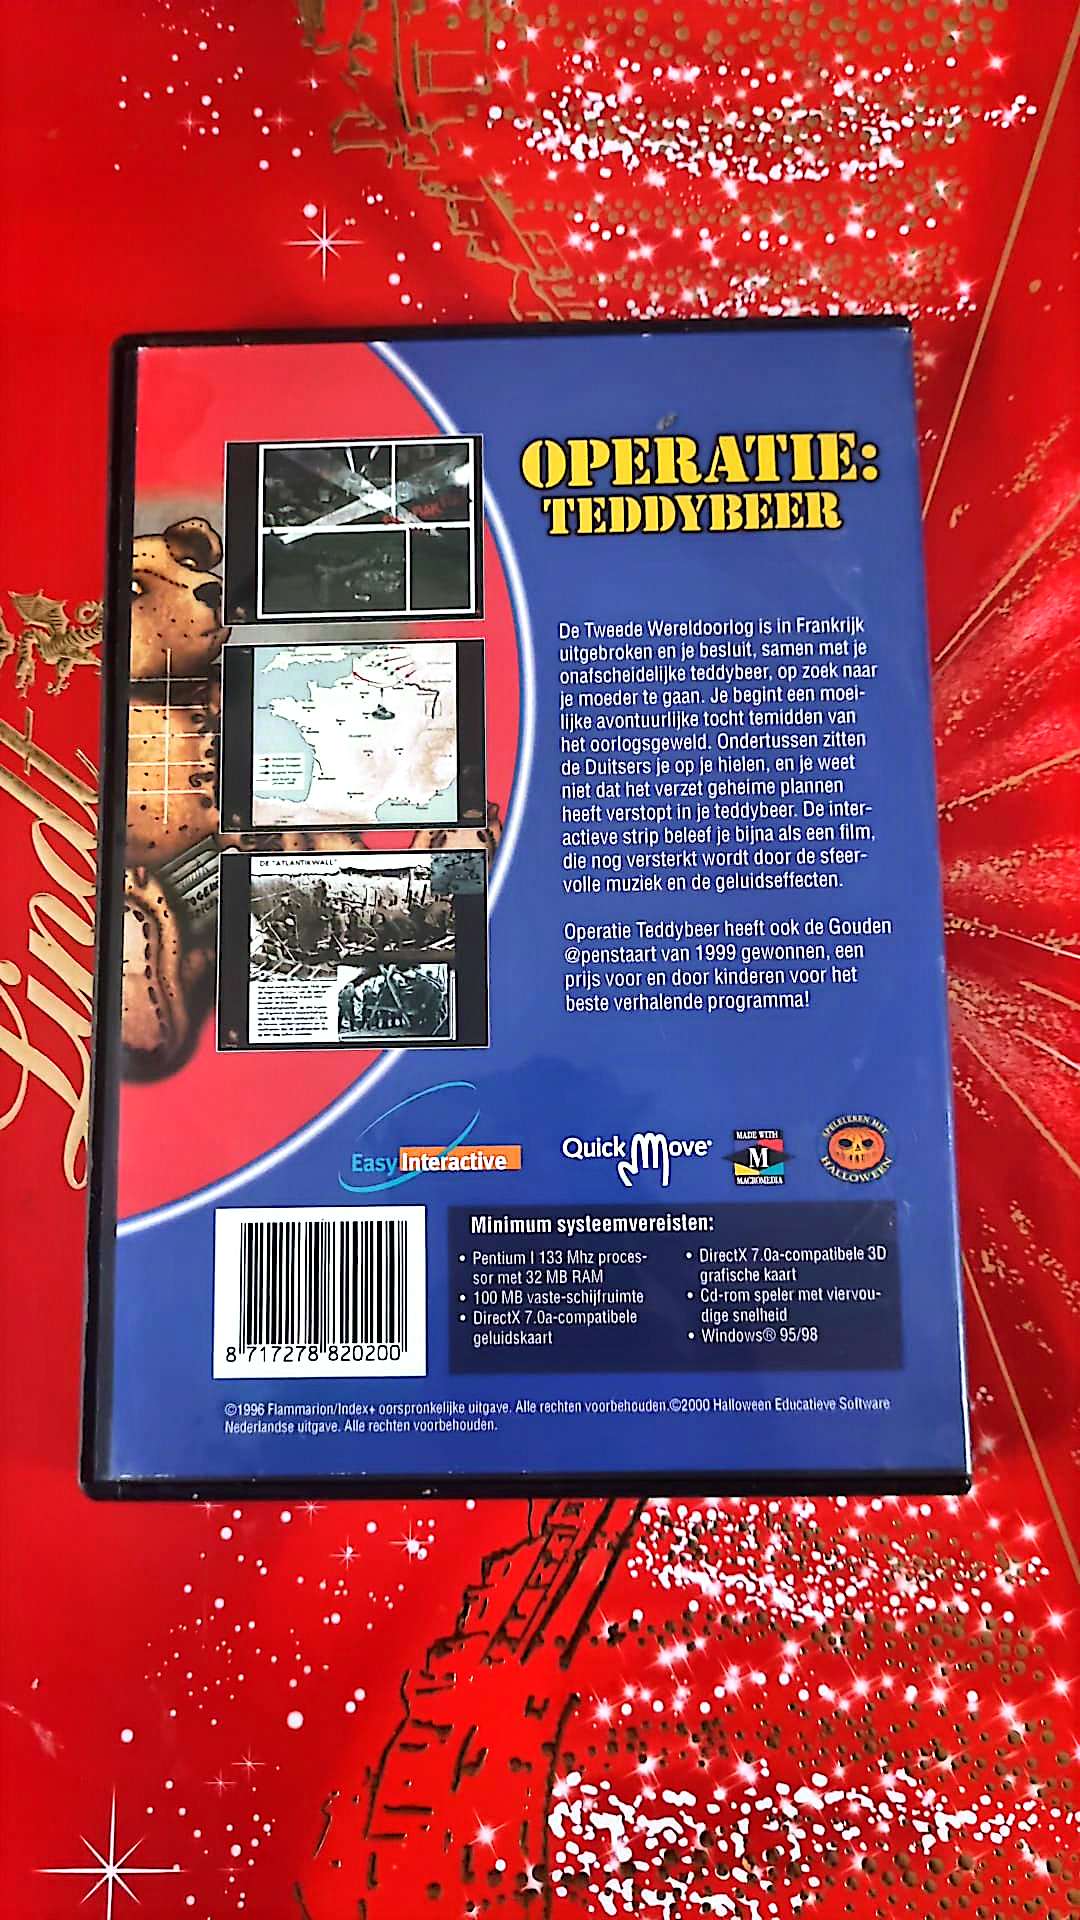 OPERATIE:
TEDDYBEER
De Tweede Wereldoorlog is in Frankrijk
uitgebroken en je besluit, samen met je
onafscheidelijke teddybeer, op zoek naar
je moeder te gaan. Je begint een moei-
lijke avontuurlijke tocht temidden van
het oorlogsgeweld. Ondertussen zitten
de Duitsers je op je hielen, en je weet
niet dat het verzet geheime plannen
heeft verstopt in je teddybeer. De inter-
actieve strip beleef je bijna als een film,
die nog versterkt wordt door de sfeer-
volle muziek en de geluidseffecten.
Operatie Teddybeer heeft ook de Gouden
@penstaart van 1999 gewonnen, een
prijs voor en door kinderen voor het
beste verhalende programma!
DE "ATLANTIKWALL"
Lindt
Easy Interactive
Quick Move
MADE WITH
M
MACROMEDIA
SPELELEREN MET
HALLOWEEN
8 717278 820200
Minimum systeemvereisten:
• Pentium I 133 Mhz proces-
sor met 32 MB RAM
• 100 MB vaste-schijfruimte
• DirectX 7.0a-compatibele
geluidskaart
• DirectX 7.0a-compatibele 3D
grafische kaart
• Cd-rom speler met viervou-
dige snelheid
• Windows® 95/98
©1996 Flammarion/Index+ oorspronkelijke uitgave. Alle rechten voorbehouden.©2000 Halloween Educatieve Software
Nederlandse uitgave. Alle rechten voorbehouden.